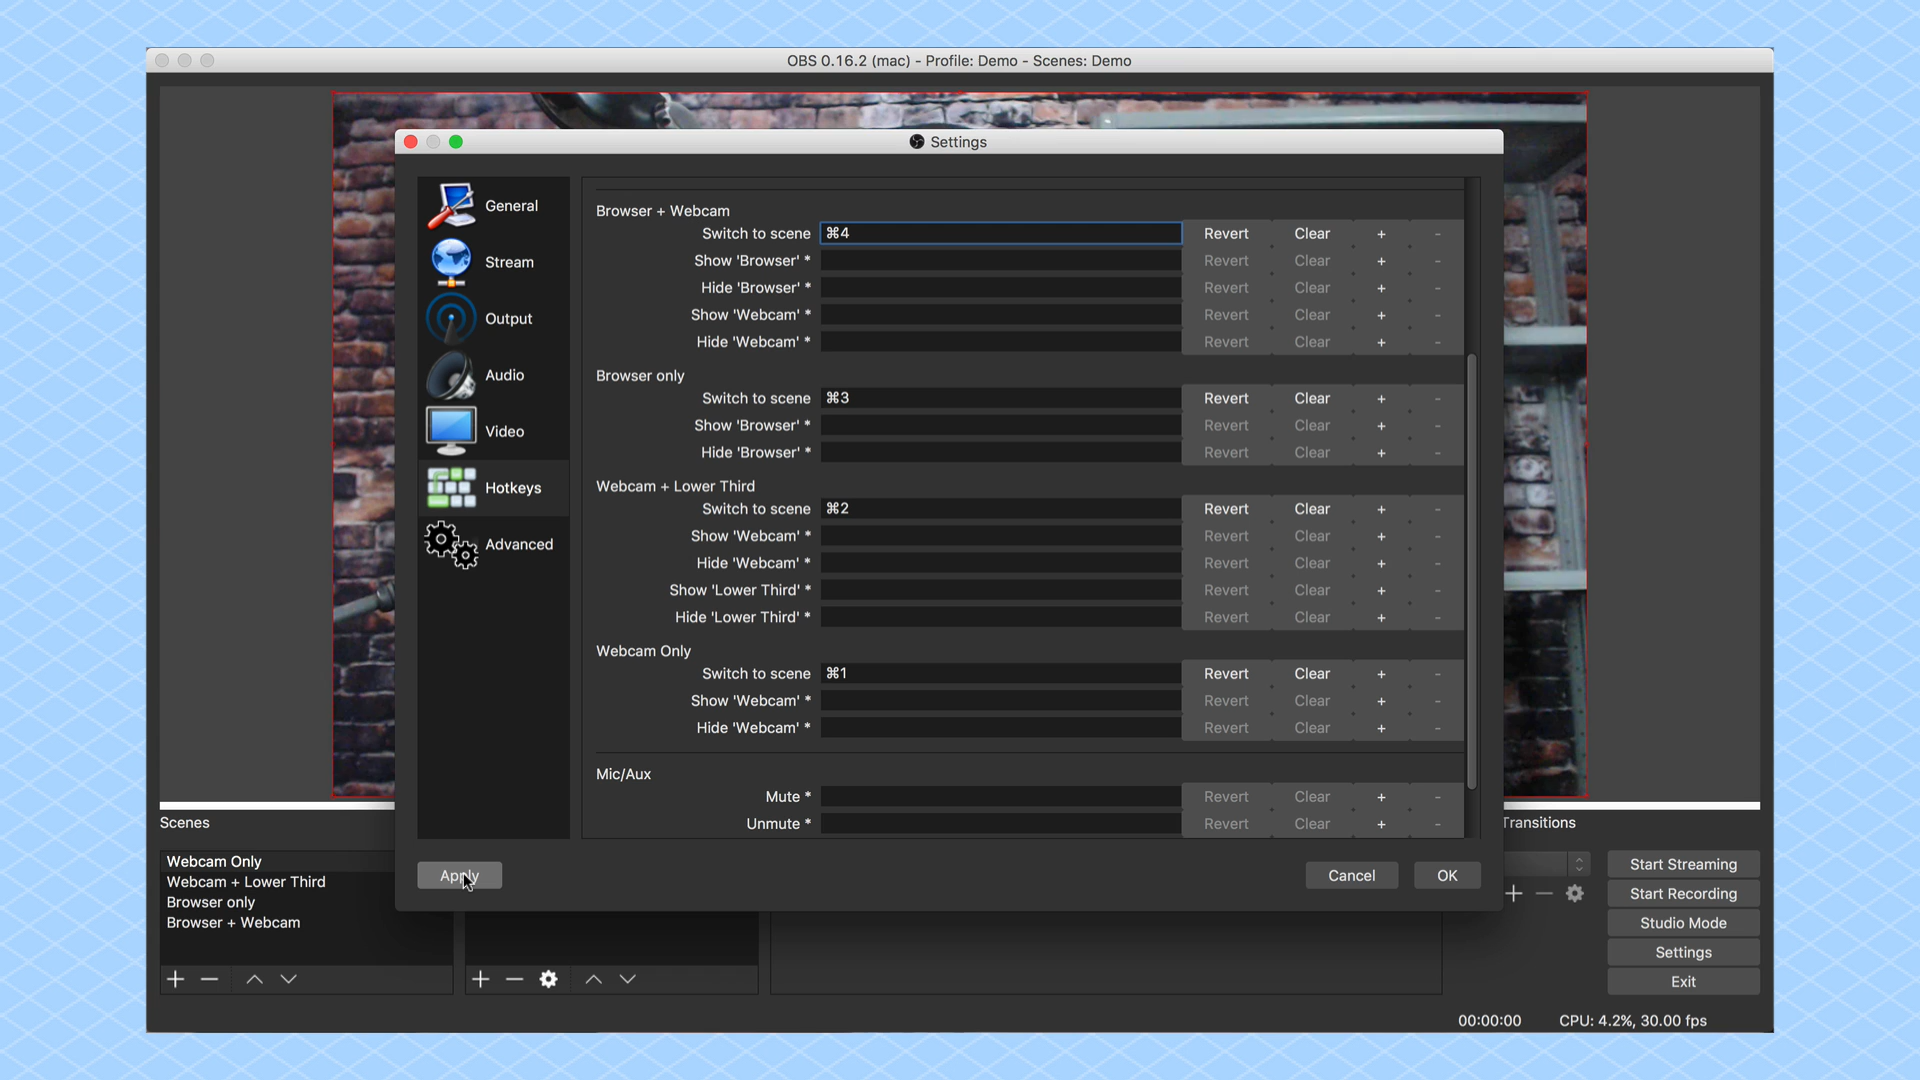 OBS 0.16.2 (mac) - Profile: Demo - Scenes: Demo
Settings
General
Stream
Output
Audio
Video
Hotkeys
Advanced
Browser + Webcam
Switch to scene ⌘4 Revert Clear + -
Show 'Browser' * Revert Clear + -
Hide 'Browser' * Revert Clear + -
Show 'Webcam' * Revert Clear + -
Hide 'Webcam' * Revert Clear + -
Browser only
Switch to scene ⌘3 Revert Clear + -
Show 'Browser' * Revert Clear + -
Hide 'Browser' * Revert Clear + -
Webcam + Lower Third
Switch to scene ⌘2 Revert Clear + -
Show 'Webcam' * Revert Clear + -
Hide 'Webcam' * Revert Clear + -
Show 'Lower Third' * Revert Clear + -
Hide 'Lower Third' * Revert Clear + -
Webcam Only
Switch to scene ⌘1 Revert Clear + -
Show 'Webcam' * Revert Clear + -
Hide 'Webcam' * Revert Clear + -
Mic/Aux
Mute * Revert Clear + -
Unmute * Revert Clear + -
Apply
Cancel
OK
Scenes
Webcam Only
Webcam + Lower Third
Browser only
Browser + Webcam
Transitions
Start Streaming
Start Recording
Studio Mode
Settings
Exit
00:00:00
CPU: 4.2%, 30.00 fps